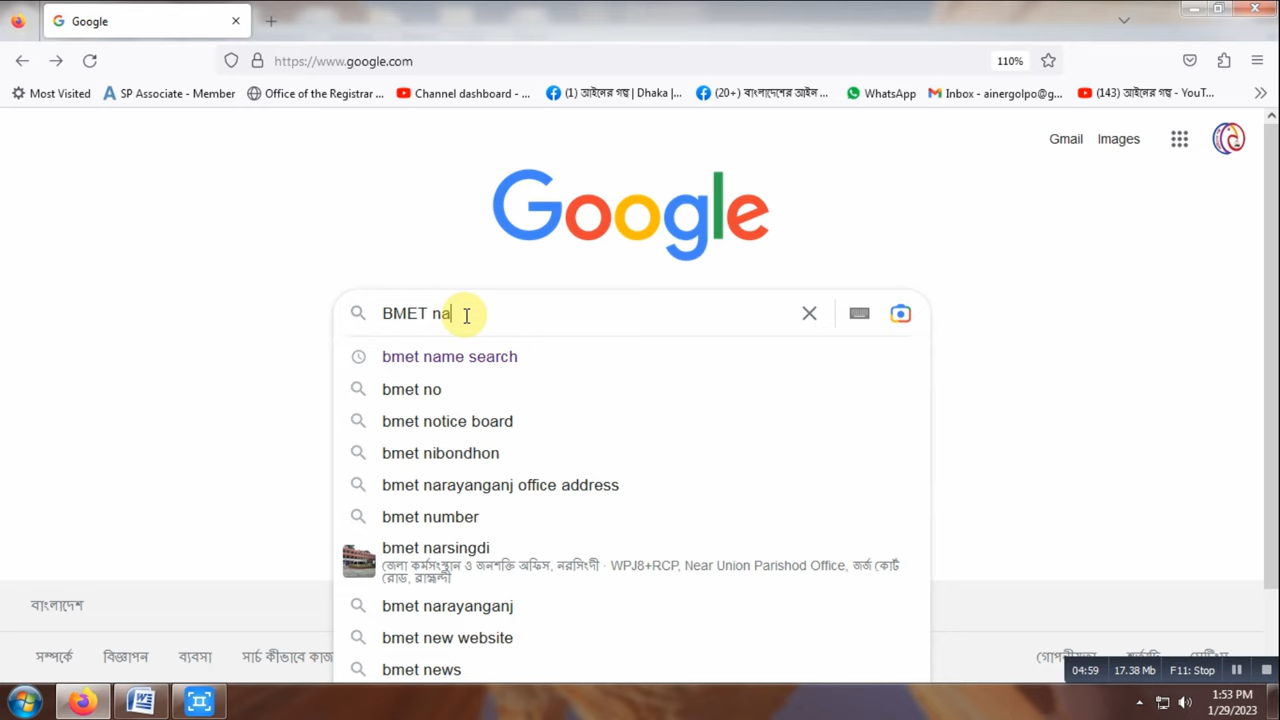 Google
https://www.google.com
110%
Most Visited
SP Associate - Member
Office of the Registrar ...
Channel dashboard - ...
(1) আইনের গল্প | Dhaka |...
(20+) বাংলাদেশের আইন ...
WhatsApp
Inbox - ainergolpo@g...
(143) আইনের গল্প - YouT...
Gmail
Images
Google
BMET na
bmet name search
bmet no
bmet notice board
bmet nibondhon
bmet narayanganj office address
bmet number
bmet narsingdi
জেলা কর্মসংস্থান ও জনশক্তি অফিস, নরসিংদী · WPJ8+RCP, Near Union Parishod Office, জর্জ কোর্ট
রোড, ব্রাহ্মন্দী
bmet narayanganj
bmet new website
bmet news
বাংলাদেশ
সম্পর্কে
বিজ্ঞাপন
ব্যবসা
সার্চ কীভাবে কাজ
04:59
17.38 Mb
F11: Stop
1:53 PM
1/29/2023